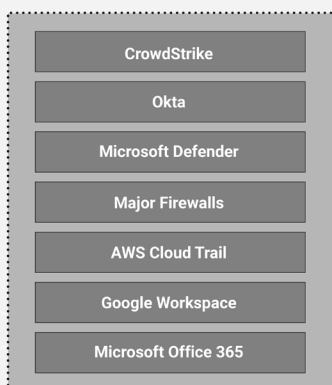 CrowdStrike
Okta
Microsoft Defender
Major Firewalls
AWS Cloud Trail
Google Workspace
Microsoft Office 365